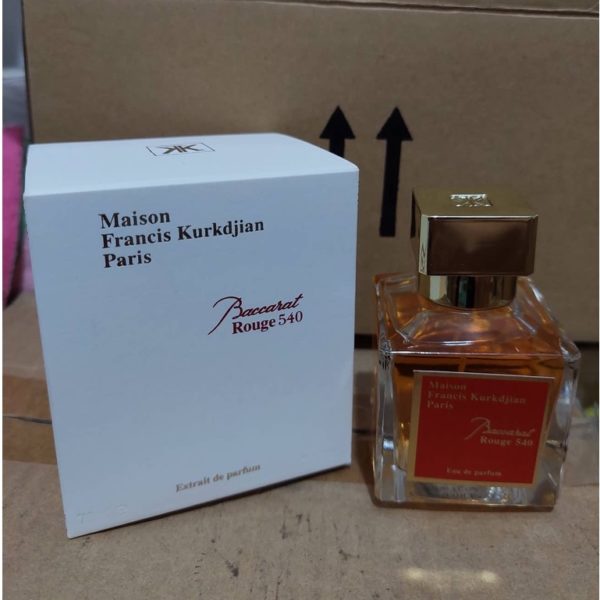 Maison
Francis Kurkdjian
Paris
Baccarat
Rouge 540
Extrait de parfum
Maison
Francis Kurkdjian
Paris
Baccarat
Rouge 540
Eau de parfum